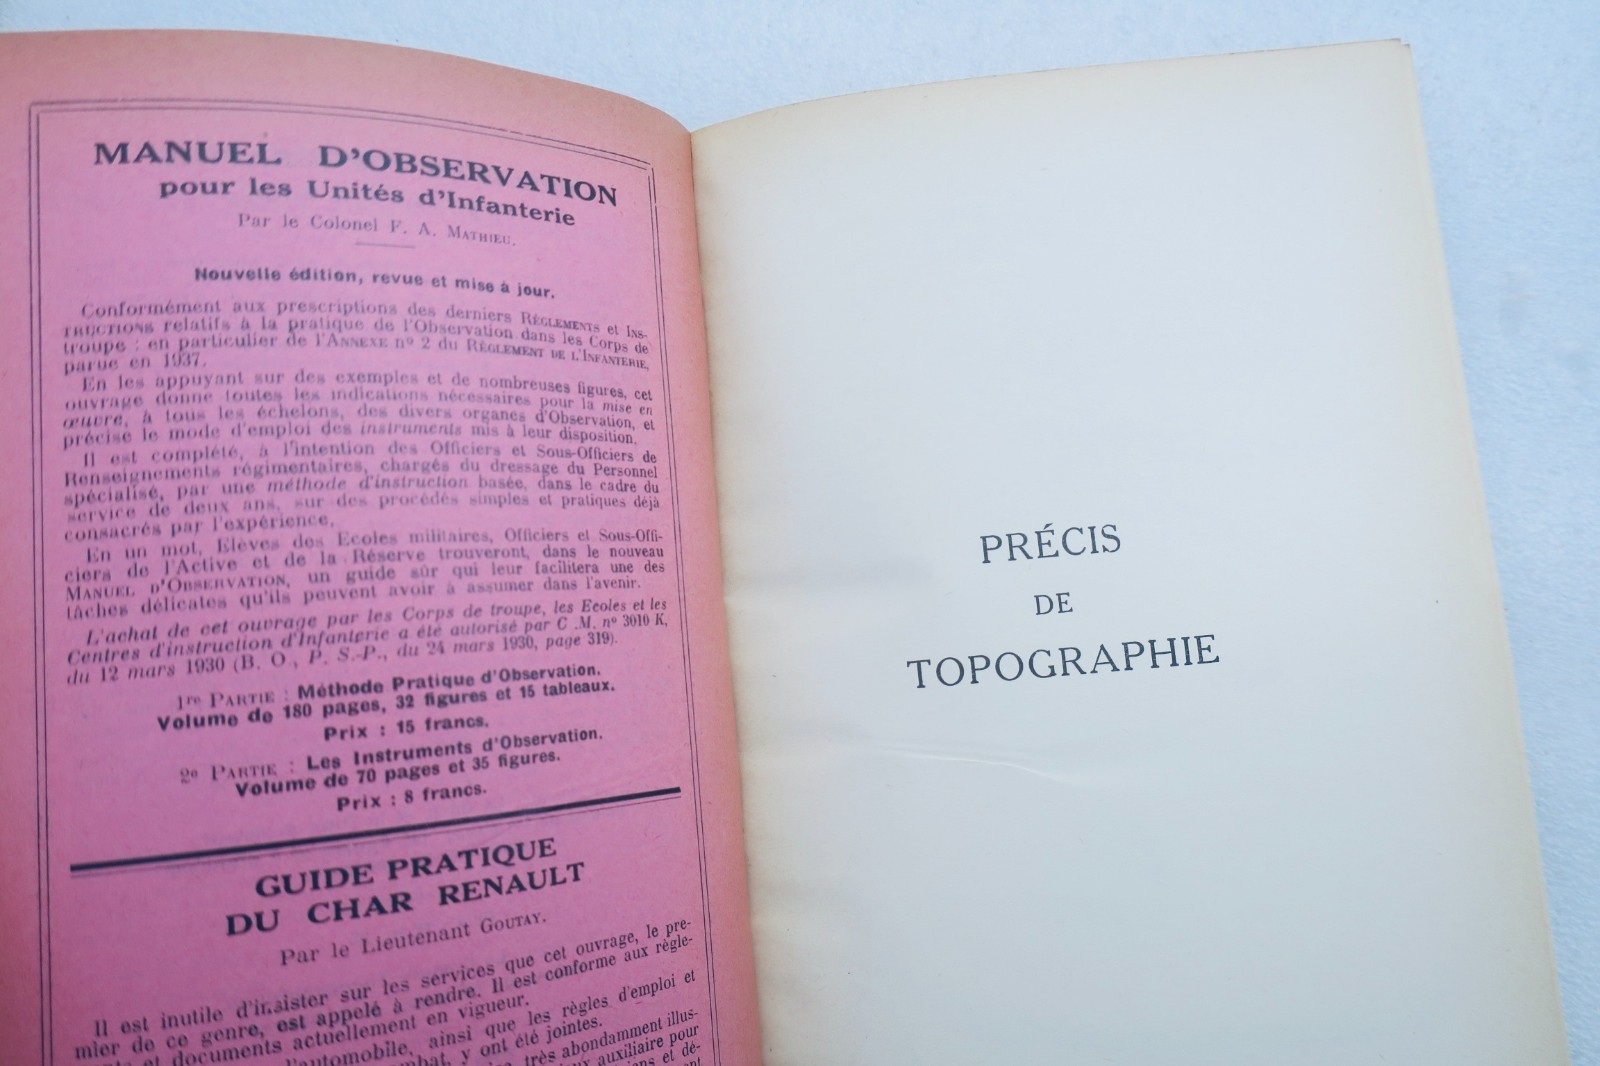 MANUEL D'OBSERVATION
pour les Unités d'Infanterie
Par le Colonel F. A. MATHIEU.
Nouvelle édition, revue et mise à jour.
Conformément aux prescriptions des derniers RÈGLEMENTS et INS-
TRUCTIONS relatifs à la pratique de l'Observation dans les Corps de
troupe : en particulier de l'ANNEXE nº 2 du RÈGLEMENT DE L'INFANTERIE,
parue en 1937.
En les appuyant sur des exemples et de nombreuses figures, cet
ouvrage donne toutes les indications nécessaires pour la mise en
œuvre, à tous les échelons, des divers organes d'Observation, et
précise le mode d'emploi des instruments mis à leur disposition.
Il est complété, à l'intention des Officiers et Sous-Officiers de
Renseignements régimentaires, chargés du dressage du Personnel
spécialisé, par une méthode d'instruction basée, dans le cadre du
service de deux ans, sur des procédés simples et pratiques déjà
consacrés par l'expérience.
En un mot, Elèves des Ecoles militaires, Officiers et Sous-Offi-
ciers de l'Active et de la Réserve trouveront, dans le nouveau
MANUEL D'OBSERVATION, un guide sûr qui leur facilitera une des
tâches délicates qu'ils peuvent avoir à assumer dans l'avenir.
L'achat de cet ouvrage par les Corps de troupe, les Ecoles et les
Centres d'instruction d'Infanterie a été autorisé par C .M. nº 3010 K,
du 12 mars 1930 (B. O., P. S.-P., du 24 mars 1930, page 319).
1re PARTIE : Méthode Pratique d'Observation.
Volume de 180 pages, 32 figures et 15 tableaux.
Prix : 15 francs.
2e PARTIE : Les Instruments d'Observation.
Volume de 70 pages et 35 figures.
Prix : 8 francs.
GUIDE PRATIQUE
DU CHAR RENAULT
Par le Lieutenant GOUTAY.
Il est inutile d'insister sur les services que cet ouvrage, le pre-
mier de ce genre, est appelé à rendre. Il est conforme aux règle-
et documents actuellement en vigueur.
l'automobile, ainsi que les règles d'emploi et
y ont été jointes.
très abondamment illus-
auxiliaire pour
et dé-
PRÉCIS
DE
TOPOGRAPHIE